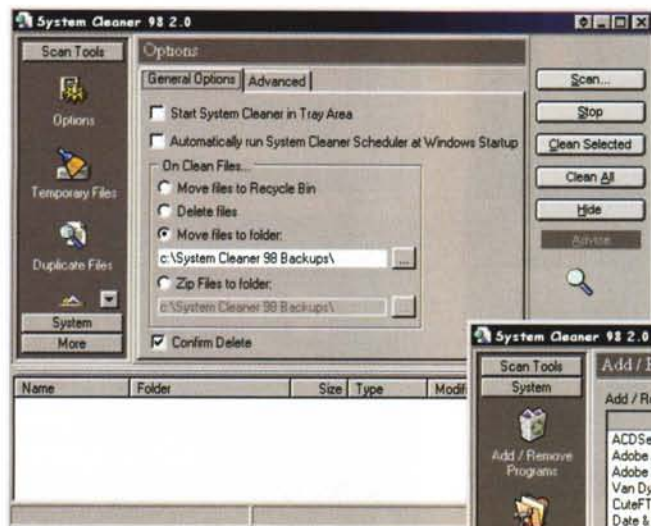 System Cleaner 98 2.0
Scan Tools
Options
Temporary Files
Duplicate Files
System
More
Options
General Options
Advanced
Start System Cleaner in Tray Area
Automatically run System Cleaner Scheduler at Windows Startup
On Clean Files...
Move files to Recycle Bin
Delete files
Move files to folder:
c:\System Cleaner 98 Backups\
...
Zip Files to folder:
c:\System Cleaner 98 Backups\
...
Confirm Delete
Scan...
Stop
Clean Selected
Clean All
Hide
Advise
Name Folder Size Type Modif
System Cleaner 98 2.0
Scan Tools
System
Add / Remove
Programs
Add /
Add / Re
ACDSe
Adobe
Adobe
Van Dy
CuteFT
Date &